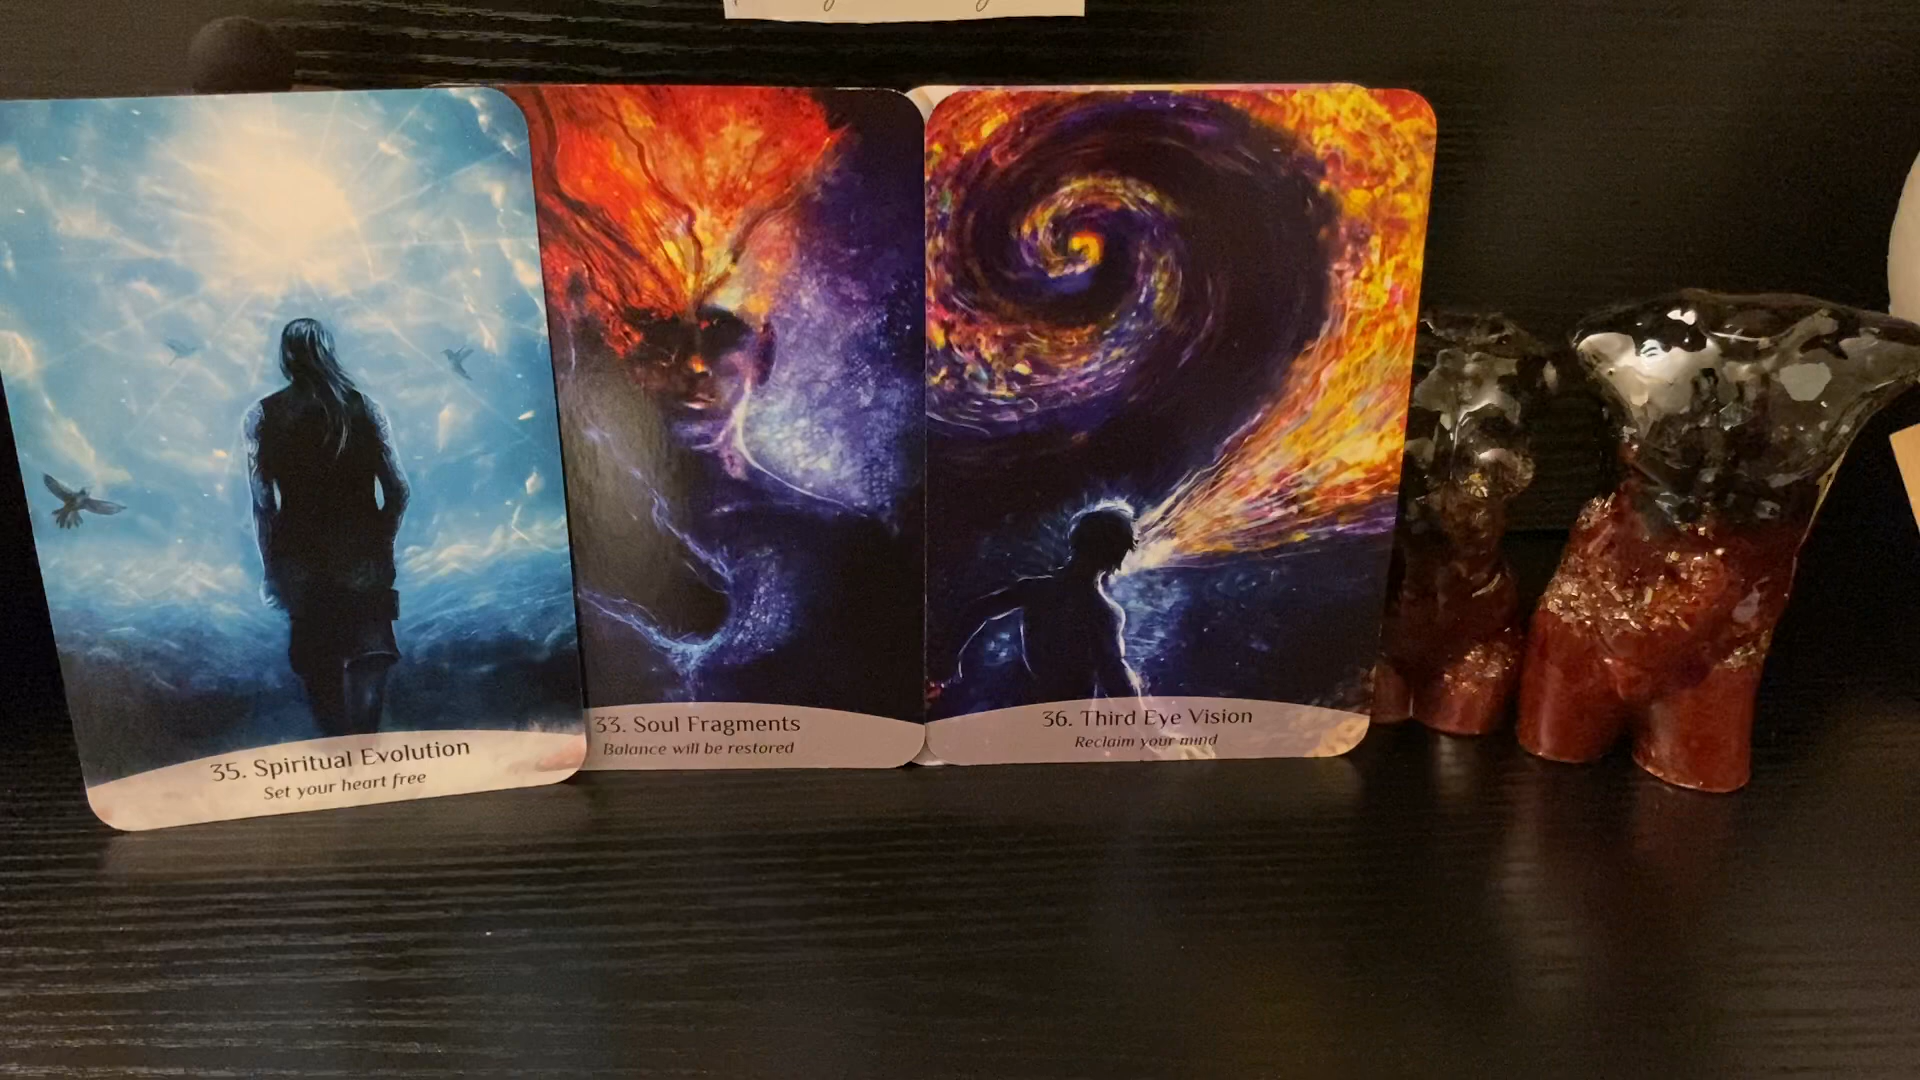 35. Spiritual Evolution
Set your heart free
33. Soul Fragments
Balance will be restored
36. Third Eye Vision
Reclaim your mind